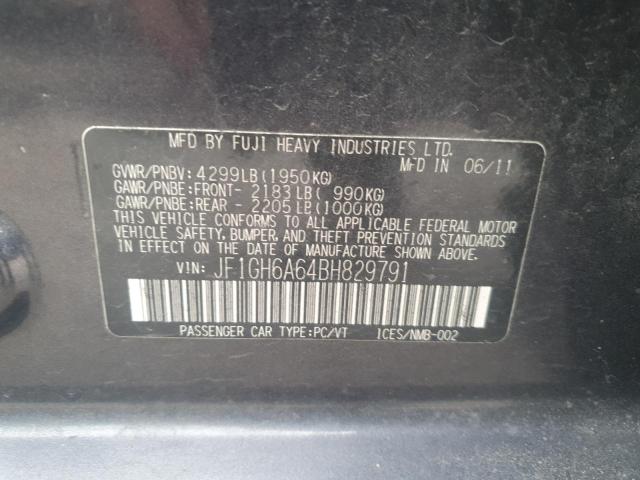 MFD BY FUJI HEAVY INDUSTRIES LTD.
MFD IN 06/11
GVWR/PNBV: 4299LB(1950KG)
GAWR/PNBE:FRONT- 2183LB( 990KG)
GAWR/PNBE:REAR - 2205LB(1000KG)
THIS VEHICLE CONFORMS TO ALL APPLICABLE FEDERAL MOTOR
VEHICLE SAFETY, BUMPER, AND THEFT PREVENTION STANDARDS
IN EFFECT ON THE DATE OF MANUFACTURE SHOWN ABOVE.
VIN: JF1GH6A64BH829791
PASSENGER CAR TYPE:PC/VT 1CES/NMB-002